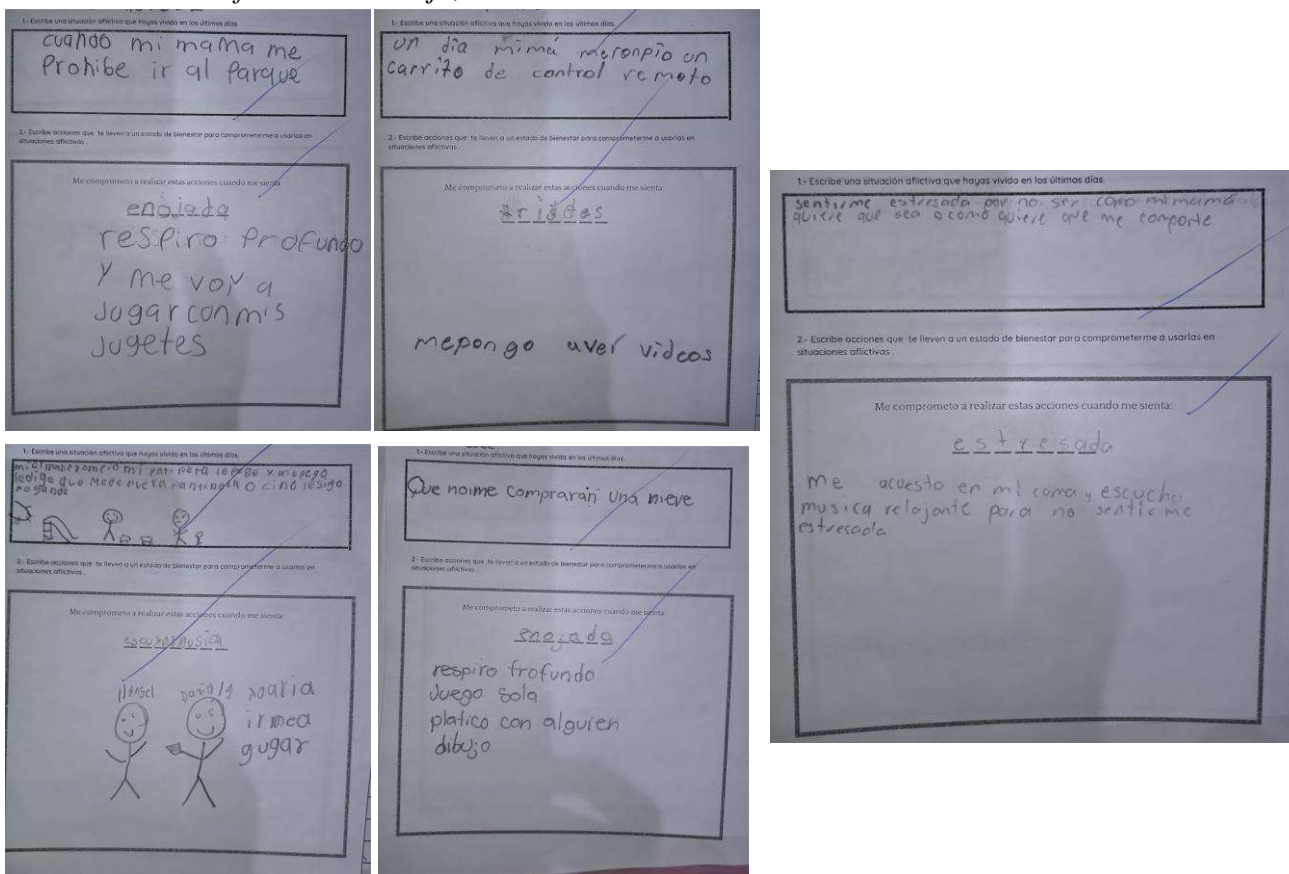 1.- Escribe una situación aflictiva que hayas vivido en los últimos días.
cuando mi mama me
Prohibe ir al Parque
2.- Escribe acciones que te lleven a un estado de bienestar para comprometerme a usarlas en
situaciones aflictivas .
Me comprometo a realizar estas acciones cuando me sienta:
enojada
resPiro Profundo
y me voy a
Jugar con mis
Jugetes
1.- Escribe una situación aflictiva que hayas vivido en los últimos días.
un dia mimá meronpio un
carrito de control remoto
2.- Escribe acciones que te lleven a un estado de bienestar para comprometerme a usarlas en
situaciones aflictivas .
Me comprometo a realizar estas acciones cuando me sienta:
mepongo aver videos
1.- Escribe una situación aflictiva que hayas vivido en los últimos días.
sentirme estresada por no ser como mi mamá
quiere que sea o como quiere que me comporte
2.- Escribe acciones que te lleven a un estado de bienestar para comprometerme a usarlas en
situaciones aflictivas .
Me comprometo a realizar estas acciones cuando me sienta:
estresada
me acuesto en mi cama y escucho
musica relajante para no sentirme
estresada
1.- Escribe una situación aflictiva que hayas vivido en los últimos días.
mi
que
2.- Escribe acciones que te lleven a un estado de bienestar para comprometerme a usarlas en
situaciones aflictivas .
Me comprometo a realizar estas acciones cuando me sienta:
irmea
gugar
1.- Escribe una situación aflictiva que hayas vivido en los últimos días.
Que no me compraran una nieve
2.- Escribe acciones que te lleven a un estado de bienestar para comprometerme a usarlas en
situaciones aflictivas
Me comprometo a realizar estas acciones cuando me sienta:
enojada
respiro frofundo
Juego sola
platico con alguien
dibujo